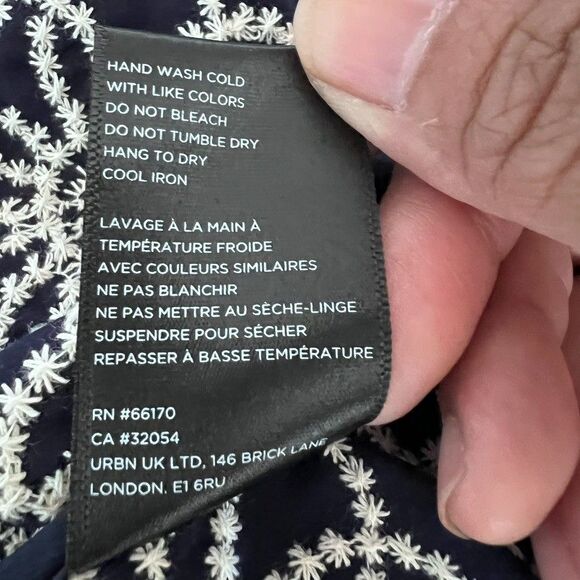 HAND WASH COLD
WITH LIKE COLORS
DO NOT BLEACH
DO NOT TUMBLE DRY
HANG TO DRY
COOL IRON
LAVAGE À LA MAIN À
TEMPÉRATURE FROIDE
AVEC COULEURS SIMILAIRES
NE PAS BLANCHIR
NE PAS METTRE AU SÈCHE-LINGE
SUSPENDRE POUR SÉCHER
REPASSER À BASSE TEMPÉRATURE
RN #66170
CA #32054
URBN UK LTD, 146 BRICK LANE
LONDON. E1 6RU